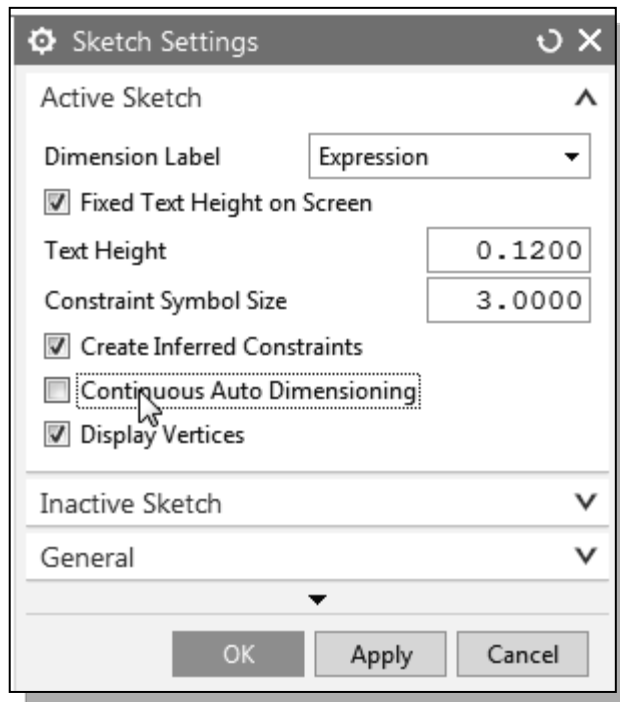 Sketch Settings
Active Sketch
Dimension Label Expression
Fixed Text Height on Screen
Text Height 0.1200
Constraint Symbol Size 3.0000
Create Inferred Constraints
Continuous Auto Dimensioning
Display Vertices
Inactive Sketch
General
OK Apply Cancel